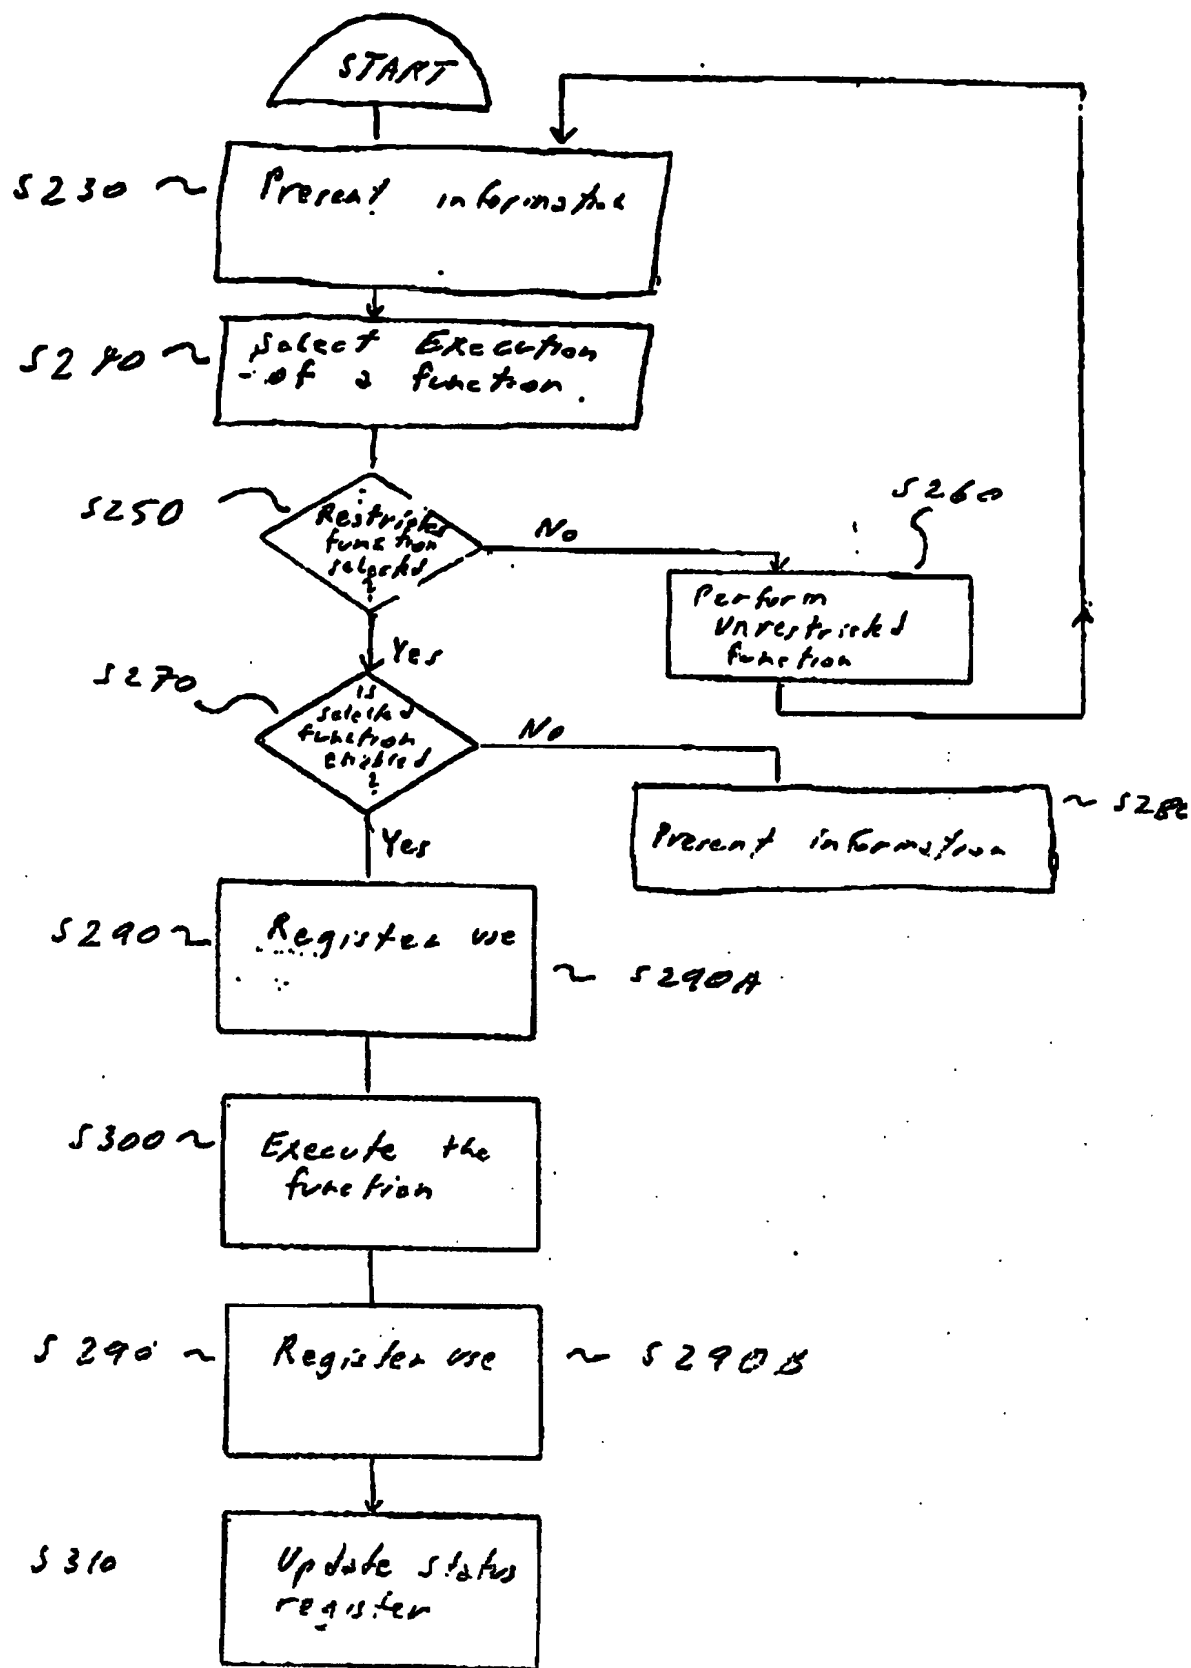 START
S230
Present information
S240
Select Execution
of a function
S250
Restricted
function
selected
?
No
S260
Perform
Unrestricted
function
Yes
S270
is
selected
function
enabled
?
No
S280
Present information
Yes
S290
Register use
S290A
S300
Execute the
function
S290
Register use
S290B
S310
Update status
register